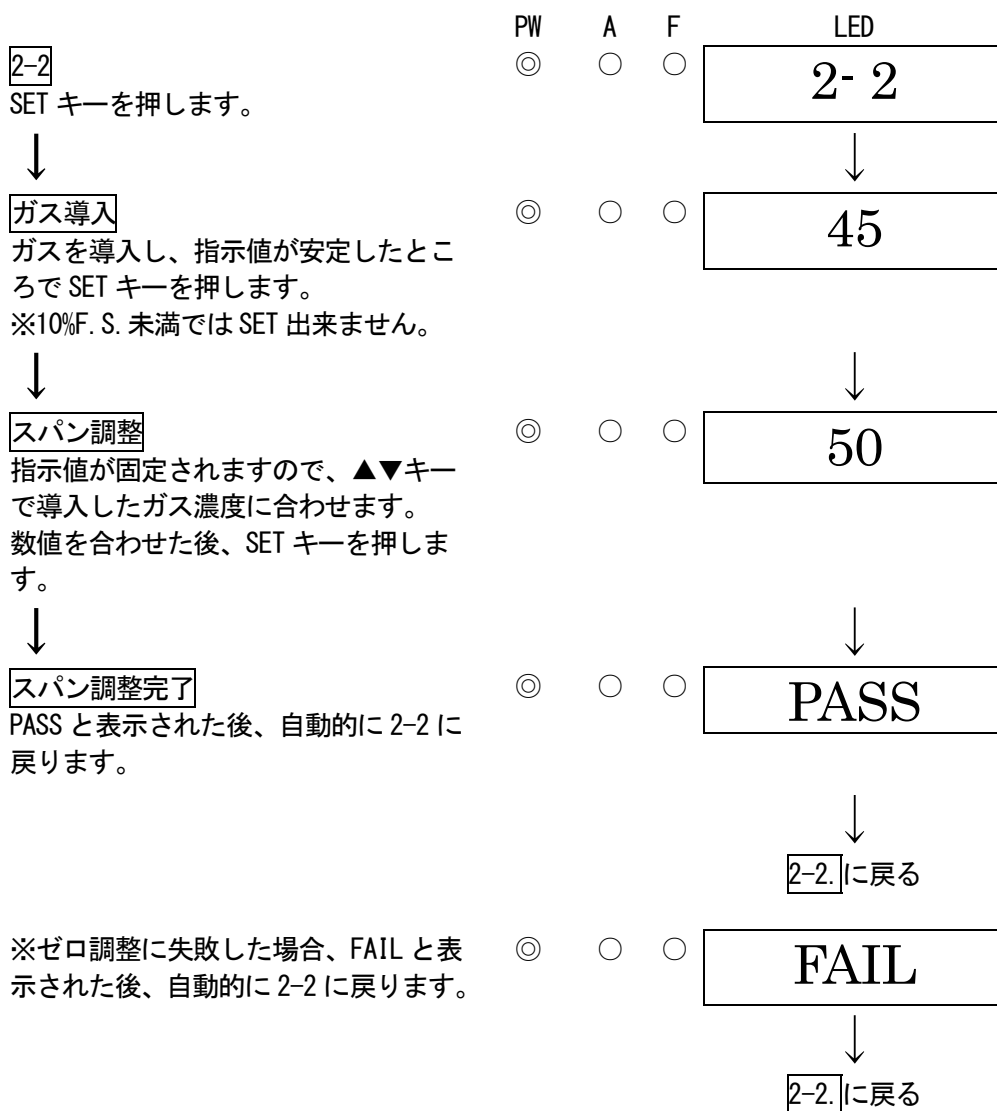 PW A F LED
2-2 ◎ ○ ○ 2- 2
SET キーを押します。
↓ ↓
ガス導入 ◎ ○ ○ 45
ガスを導入し、指示値が安定したとこ
ろで SET キーを押します。
※10%F.S.未満では SET 出来ません。
↓ ↓
スパン調整 ◎ ○ ○ 50
指示値が固定されますので、▲▼キー
で導入したガス濃度に合わせます。
数値を合わせた後、SET キーを押しま
す。
↓ ↓
スパン調整完了 ◎ ○ ○ PASS
PASS と表示された後、自動的に 2-2 に
戻ります。
↓
2-2.に戻る
※ゼロ調整に失敗した場合、FAIL と表 ◎ ○ ○ FAIL
示された後、自動的に 2-2 に戻ります。
↓
2-2.に戻る